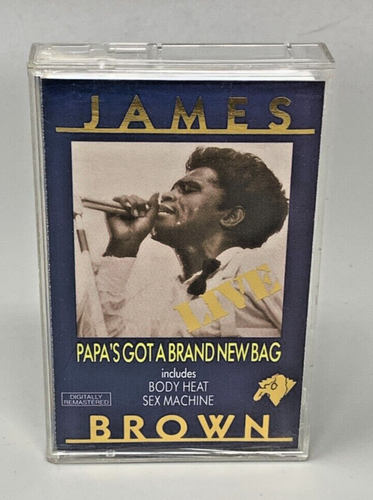 JAMES
LIVE
PAPA'S GOT A BRAND NEW BAG
includes
BODY HEAT
SEX MACHINE
DIGITALLY
REMASTERED
BROWN